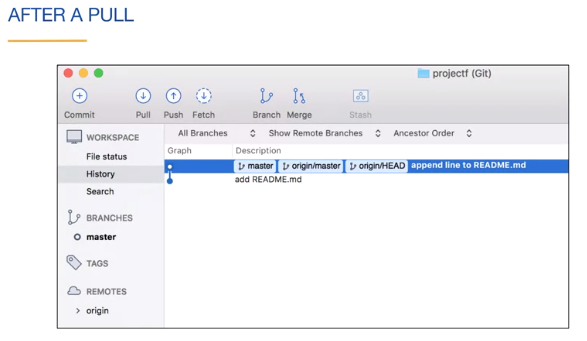 AFTER A PULL
projectf (Git)
Commit Pull Push Fetch Branch Merge Stash
WORKSPACE
File status
History
Search
BRANCHES
master
TAGS
REMOTES
origin
All Branches Show Remote Branches Ancestor Order
Graph Description
master origin/master origin/HEAD append line to README.md
add README.md